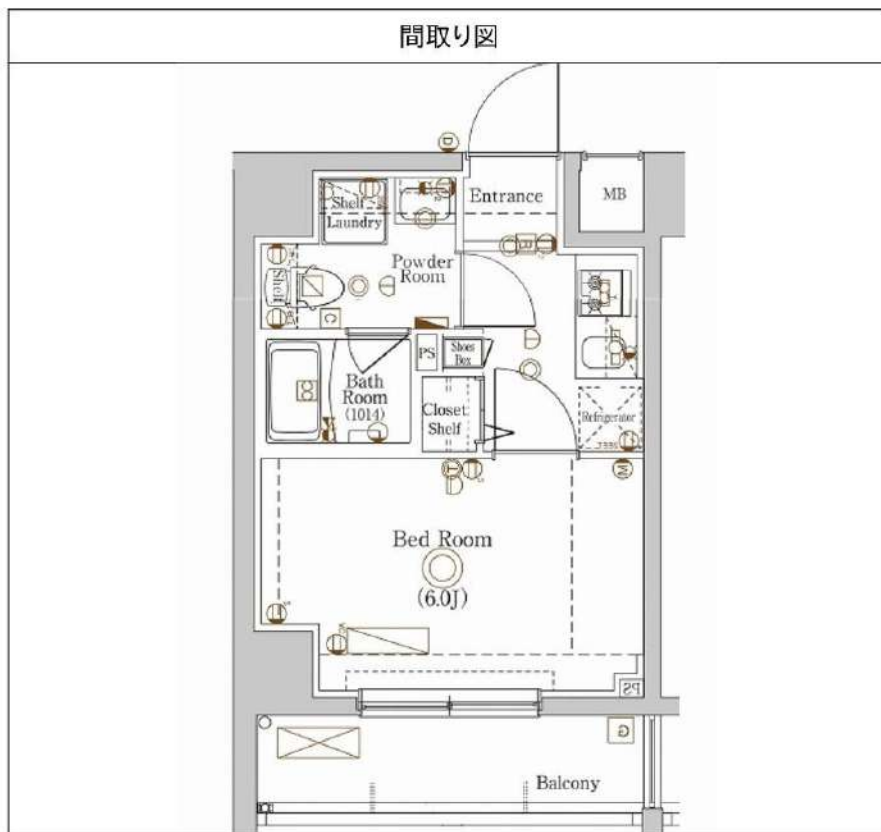 間取り図
D
Entrance
MB
Shelf
Laundry
R
Powder
Room
Shelf
C
PS
Shoes
Box
Bath
Room
(1014)
Closet
Shelf
Refrigerator
T
M
Bed Room
(6.0J)
PS
G
Balcony